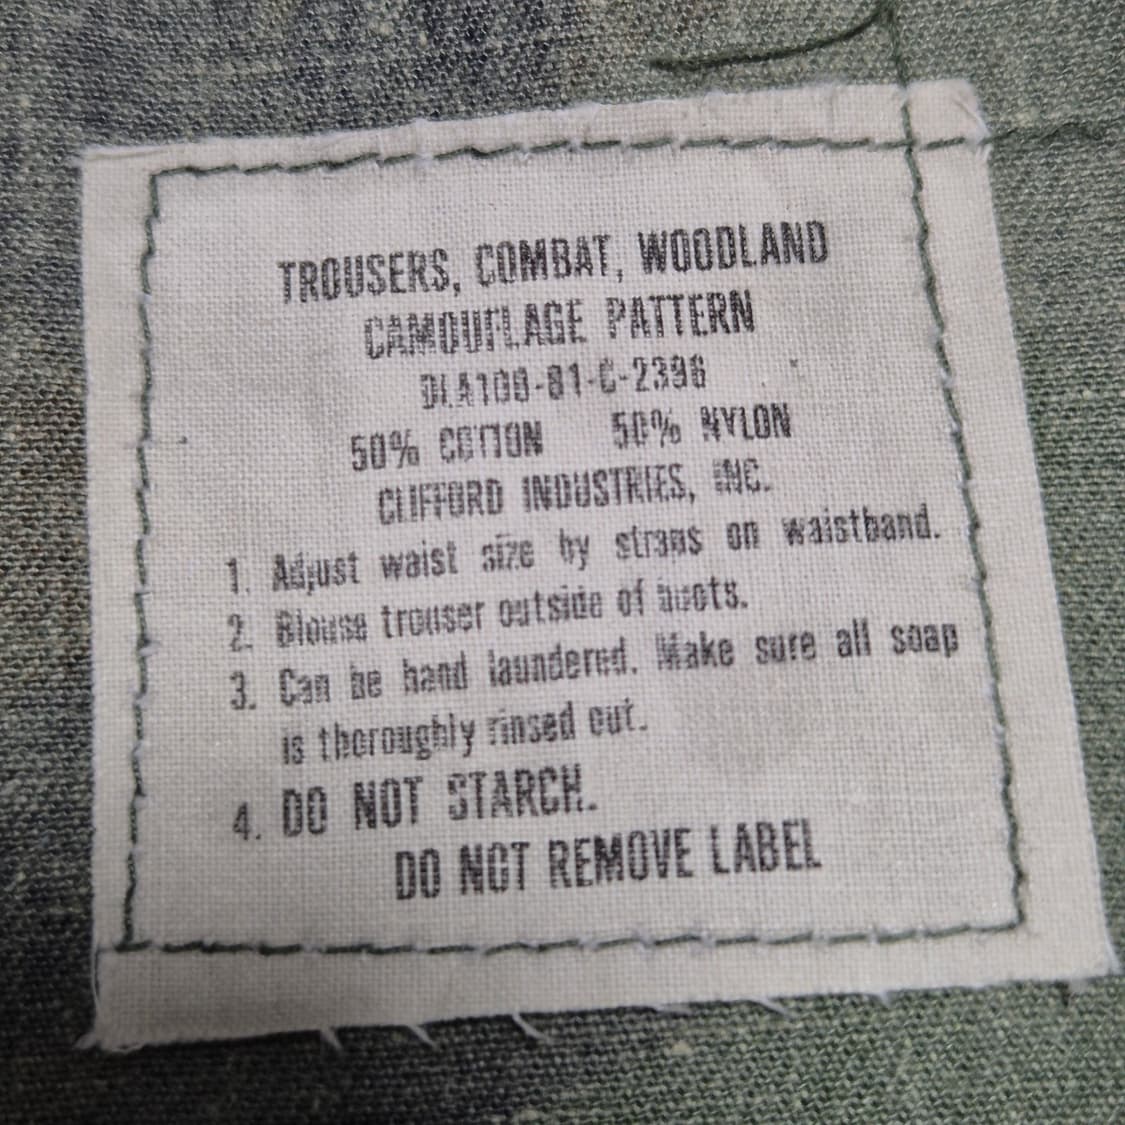 TROUSERS, COMBAT, WOODLAND
CAMOUFLAGE PATTERN
DLA100-81-C-2396
50% COTTON 50% NYLON
CLIFFORD INDUSTRIES, INC.
1. Adjust waist size by straps on waistband.
2. Blouse trouser outside of boots.
3. Can be hand laundered. Make sure all soap
is thoroughly rinsed out.
4. DO NOT STARCH.
DO NOT REMOVE LABEL